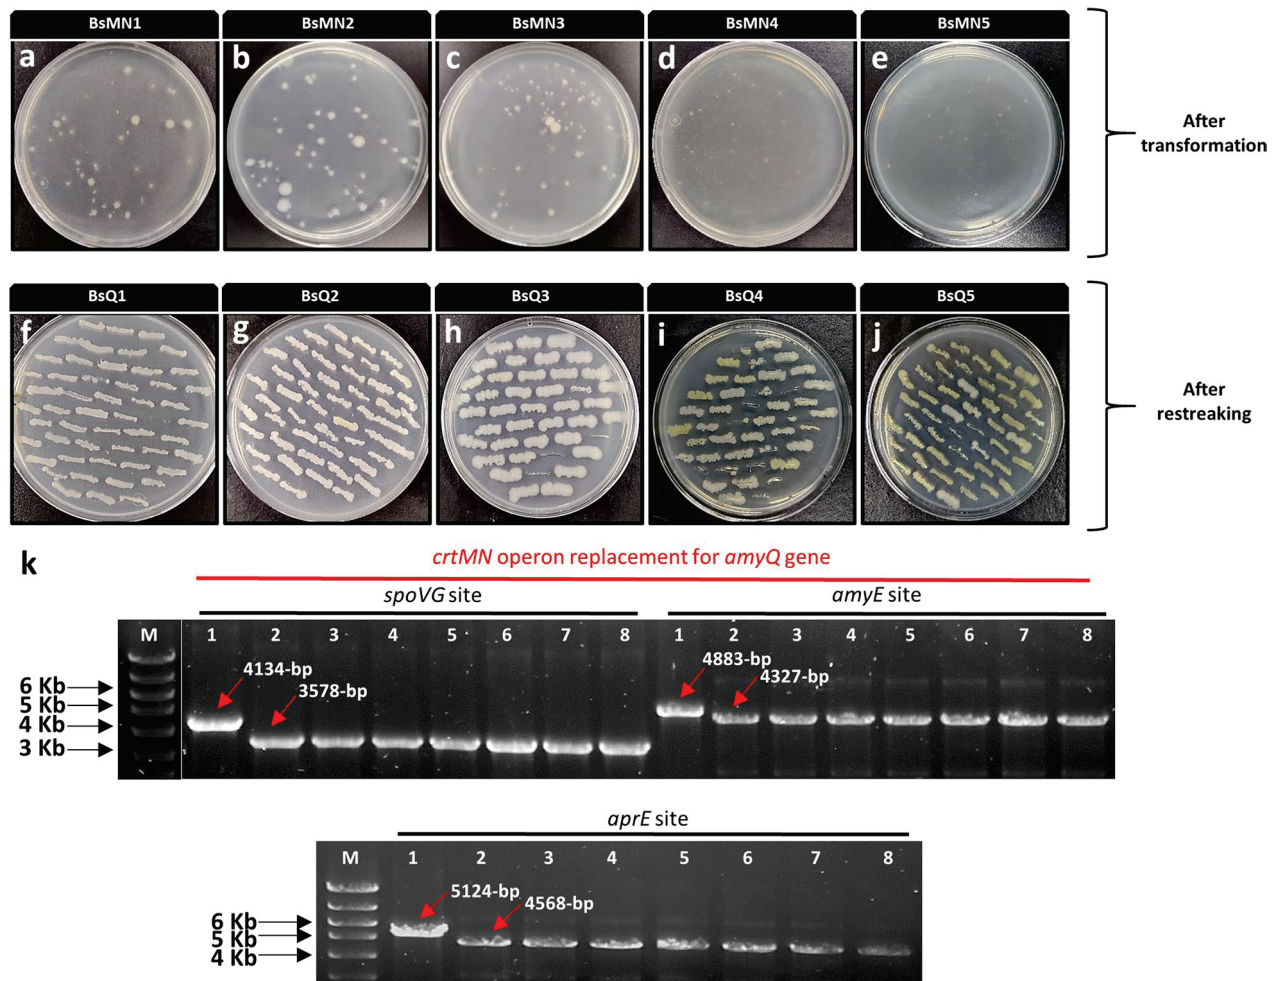 BsMN1 BsMN2 BsMN3 BsMN4 BsMN5
a b c d e
After
transformation
BsQ1 BsQ2 BsQ3 BsQ4 BsQ5
f g h i j
After
restreaking
k
crtMN operon replacement for amyQ gene
spoVG site amyE site
M 1 2 3 4 5 6 7 8 1 2 3 4 5 6 7 8
4134-bp 4883-bp
3578-bp 4327-bp
6 Kb
5 Kb
4 Kb
3 Kb
aprE site
M 1 2 3 4 5 6 7 8
5124-bp
4568-bp
6 Kb
5 Kb
4 Kb